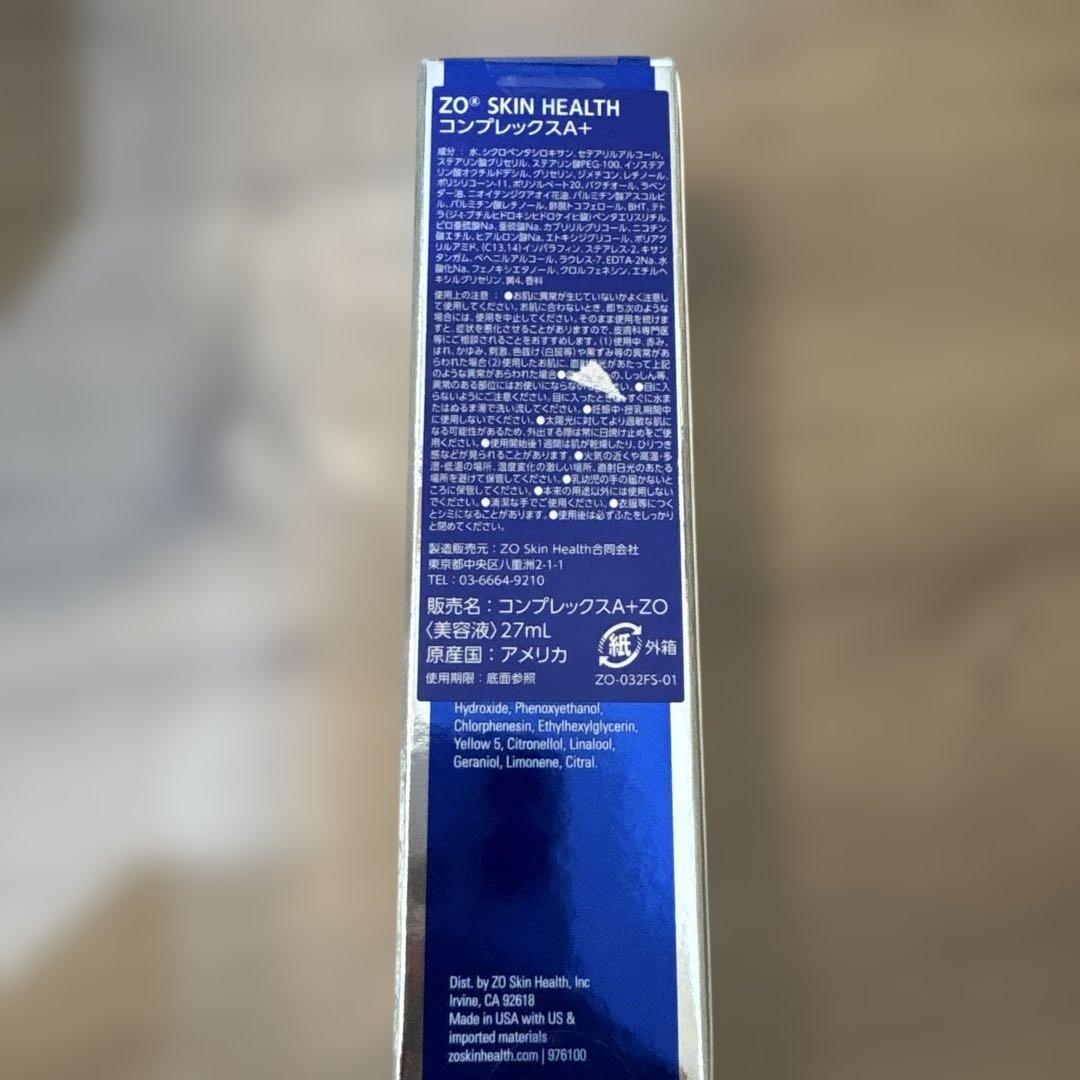 ZO® SKIN HEALTH
コンプレックスA+
成分：水、シクロペンタシロキサン、セテアリルアルコール、
ステアリン酸グリセリル、ステアリン酸PEG-100、イソステア
リン酸オクチルドデシル、グリセリン、ジメチコン、レチノール、
ポリシリコーン-11、ポリソルベート20、バクチオール、ラベン
ダー油、ニオイテンジクアオイ花油、パルミチン酸アスコルビ
ル、パルミチン酸レチノール、酢酸トコフェロール、BHT、テト
ラ(ジ-t-ブチルヒドロキシヒドロケイヒ酸)ペンタエリスリチル、
ピロ亜硫酸Na、亜硫酸Na、カプリリルグリコール、ニコチン
酸エチル、ヒアルロン酸Na、エトキシジグリコール、ポリアク
リルアミド、(C13,14)イソパラフィン、ステアレス-2、キサン
タンガム、ベヘニルアルコール、ラウレス-7、EDTA-2Na、水
酸化Na、フェノキシエタノール、クロルフェネシン、エチルヘ
キシルグリセリン、黄4、香料
使用上の注意：●お肌に異常が生じていないかよく注意し
て使用してください。お肌に合わないとき、即ち次のような
場合には、使用を中止してください。そのまま使用を続けま
すと、症状を悪化させることがありますので、皮膚科専門医
等にご相談されることをおすすめします。(1)使用中、赤み、
はれ、かゆみ、刺激、色抜け(白斑等)や黒ずみ等の異常があ
らわれた場合(2)使用したお肌に、直射光があたって上記
のような異常があらわれた場合●の、しっしん等、
異常のある部位にはお使いにならない。●目に入
らないようにご注意ください。目に入ったときは、すぐに水ま
たはぬるま湯で洗い流してください。●妊娠中・授乳期間中
に使用しないでください。●太陽光に対してより過敏な肌に
なる可能性があるため、外出する際は常に日焼け止めをご使
用ください。●使用開始後1週間は肌が乾燥したり、ひりつき
感などが見られることがあります。●火気の近くや高温・多
湿・低温の場所、温度変化の激しい場所、直射日光のあたる
場所を避けて保管してください。●乳幼児の手の届かないと
ころに保管してください。●本来の用途以外には使用しない
でください。●清潔な手でご使用ください。●衣服等につく
とシミになることがあります。●使用後は必ずふたをしっかり
と閉めてください。
製造販売元：ZO Skin Health合同会社
東京都中央区八重洲2-1-1
TEL：03-6664-9210
販売名：コンプレックスA+ZO
〈美容液〉27mL
原産国：アメリカ
紙 外箱
使用期限：底面参照 ZO-032FS-01
Hydroxide, Phenoxyethanol,
Chlorphenesin, Ethylhexylglycerin,
Yellow 5, Citronellol, Linalool,
Geraniol, Limonene, Citral.
Dist. by ZO Skin Health, Inc
Irvine, CA 92618
Made in USA with US &
imported materials
zoskinhealth.com | 976100